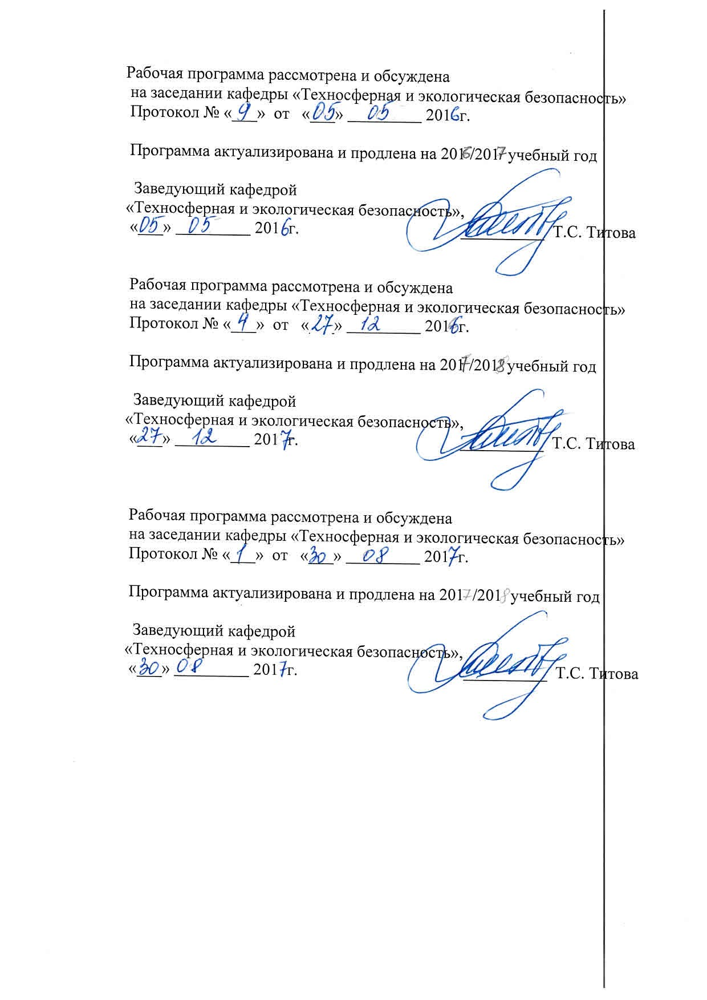 Рабочая программа рассмотрена и обсуждена
на заседании кафедры «Техносферная и экологическая безопасность»
Протокол № «9» от «05» 05 2016г.
Программа актуализирована и продлена на 2016/2017 учебный год
Заведующий кафедрой
«Техносферная и экологическая безопасность»,
«05» 05 2016г. Т.С. Титова
Рабочая программа рассмотрена и обсуждена
на заседании кафедры «Техносферная и экологическая безопасность»
Протокол № «4» от «27» 12 2016г.
Программа актуализирована и продлена на 2017/2018 учебный год
Заведующий кафедрой
«Техносферная и экологическая безопасность»,
«27» 12 2017г. Т.С. Титова
Рабочая программа рассмотрена и обсуждена
на заседании кафедры «Техносферная и экологическая безопасность»
Протокол № «1» от «30» 08 2017г.
Программа актуализирована и продлена на 2017/2018 учебный год
Заведующий кафедрой
«Техносферная и экологическая безопасность»,
«30» 08 2017г. Т.С. Титова